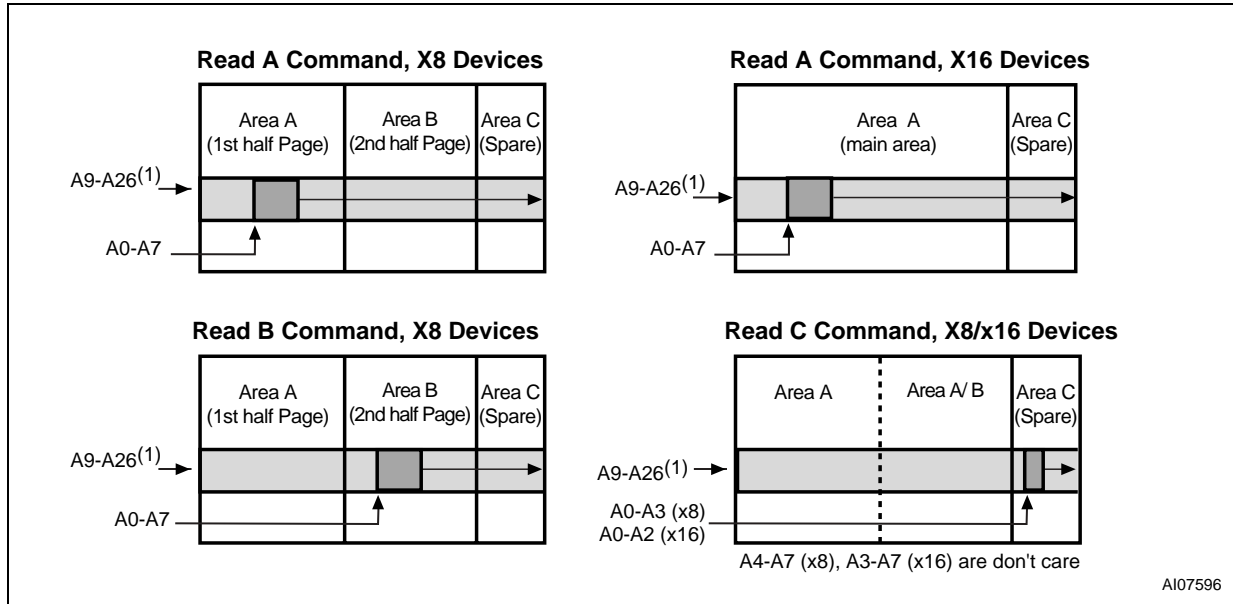 Read A Command, X8 Devices
Area A
(1st half Page)
Area B
(2nd half Page)
Area C
(Spare)
A9-A26(1)
A0-A7
Read A Command, X16 Devices
Area A
(main area)
Area C
(Spare)
A9-A26(1)
A0-A7
Read B Command, X8 Devices
Area A
(1st half Page)
Area B
(2nd half Page)
Area C
(Spare)
A9-A26(1)
A0-A7
Read C Command, X8/x16 Devices
Area A
Area A/ B
Area C
(Spare)
A9-A26(1)
A0-A3 (x8)
A0-A2 (x16)
A4-A7 (x8), A3-A7 (x16) are don't care
AI07596